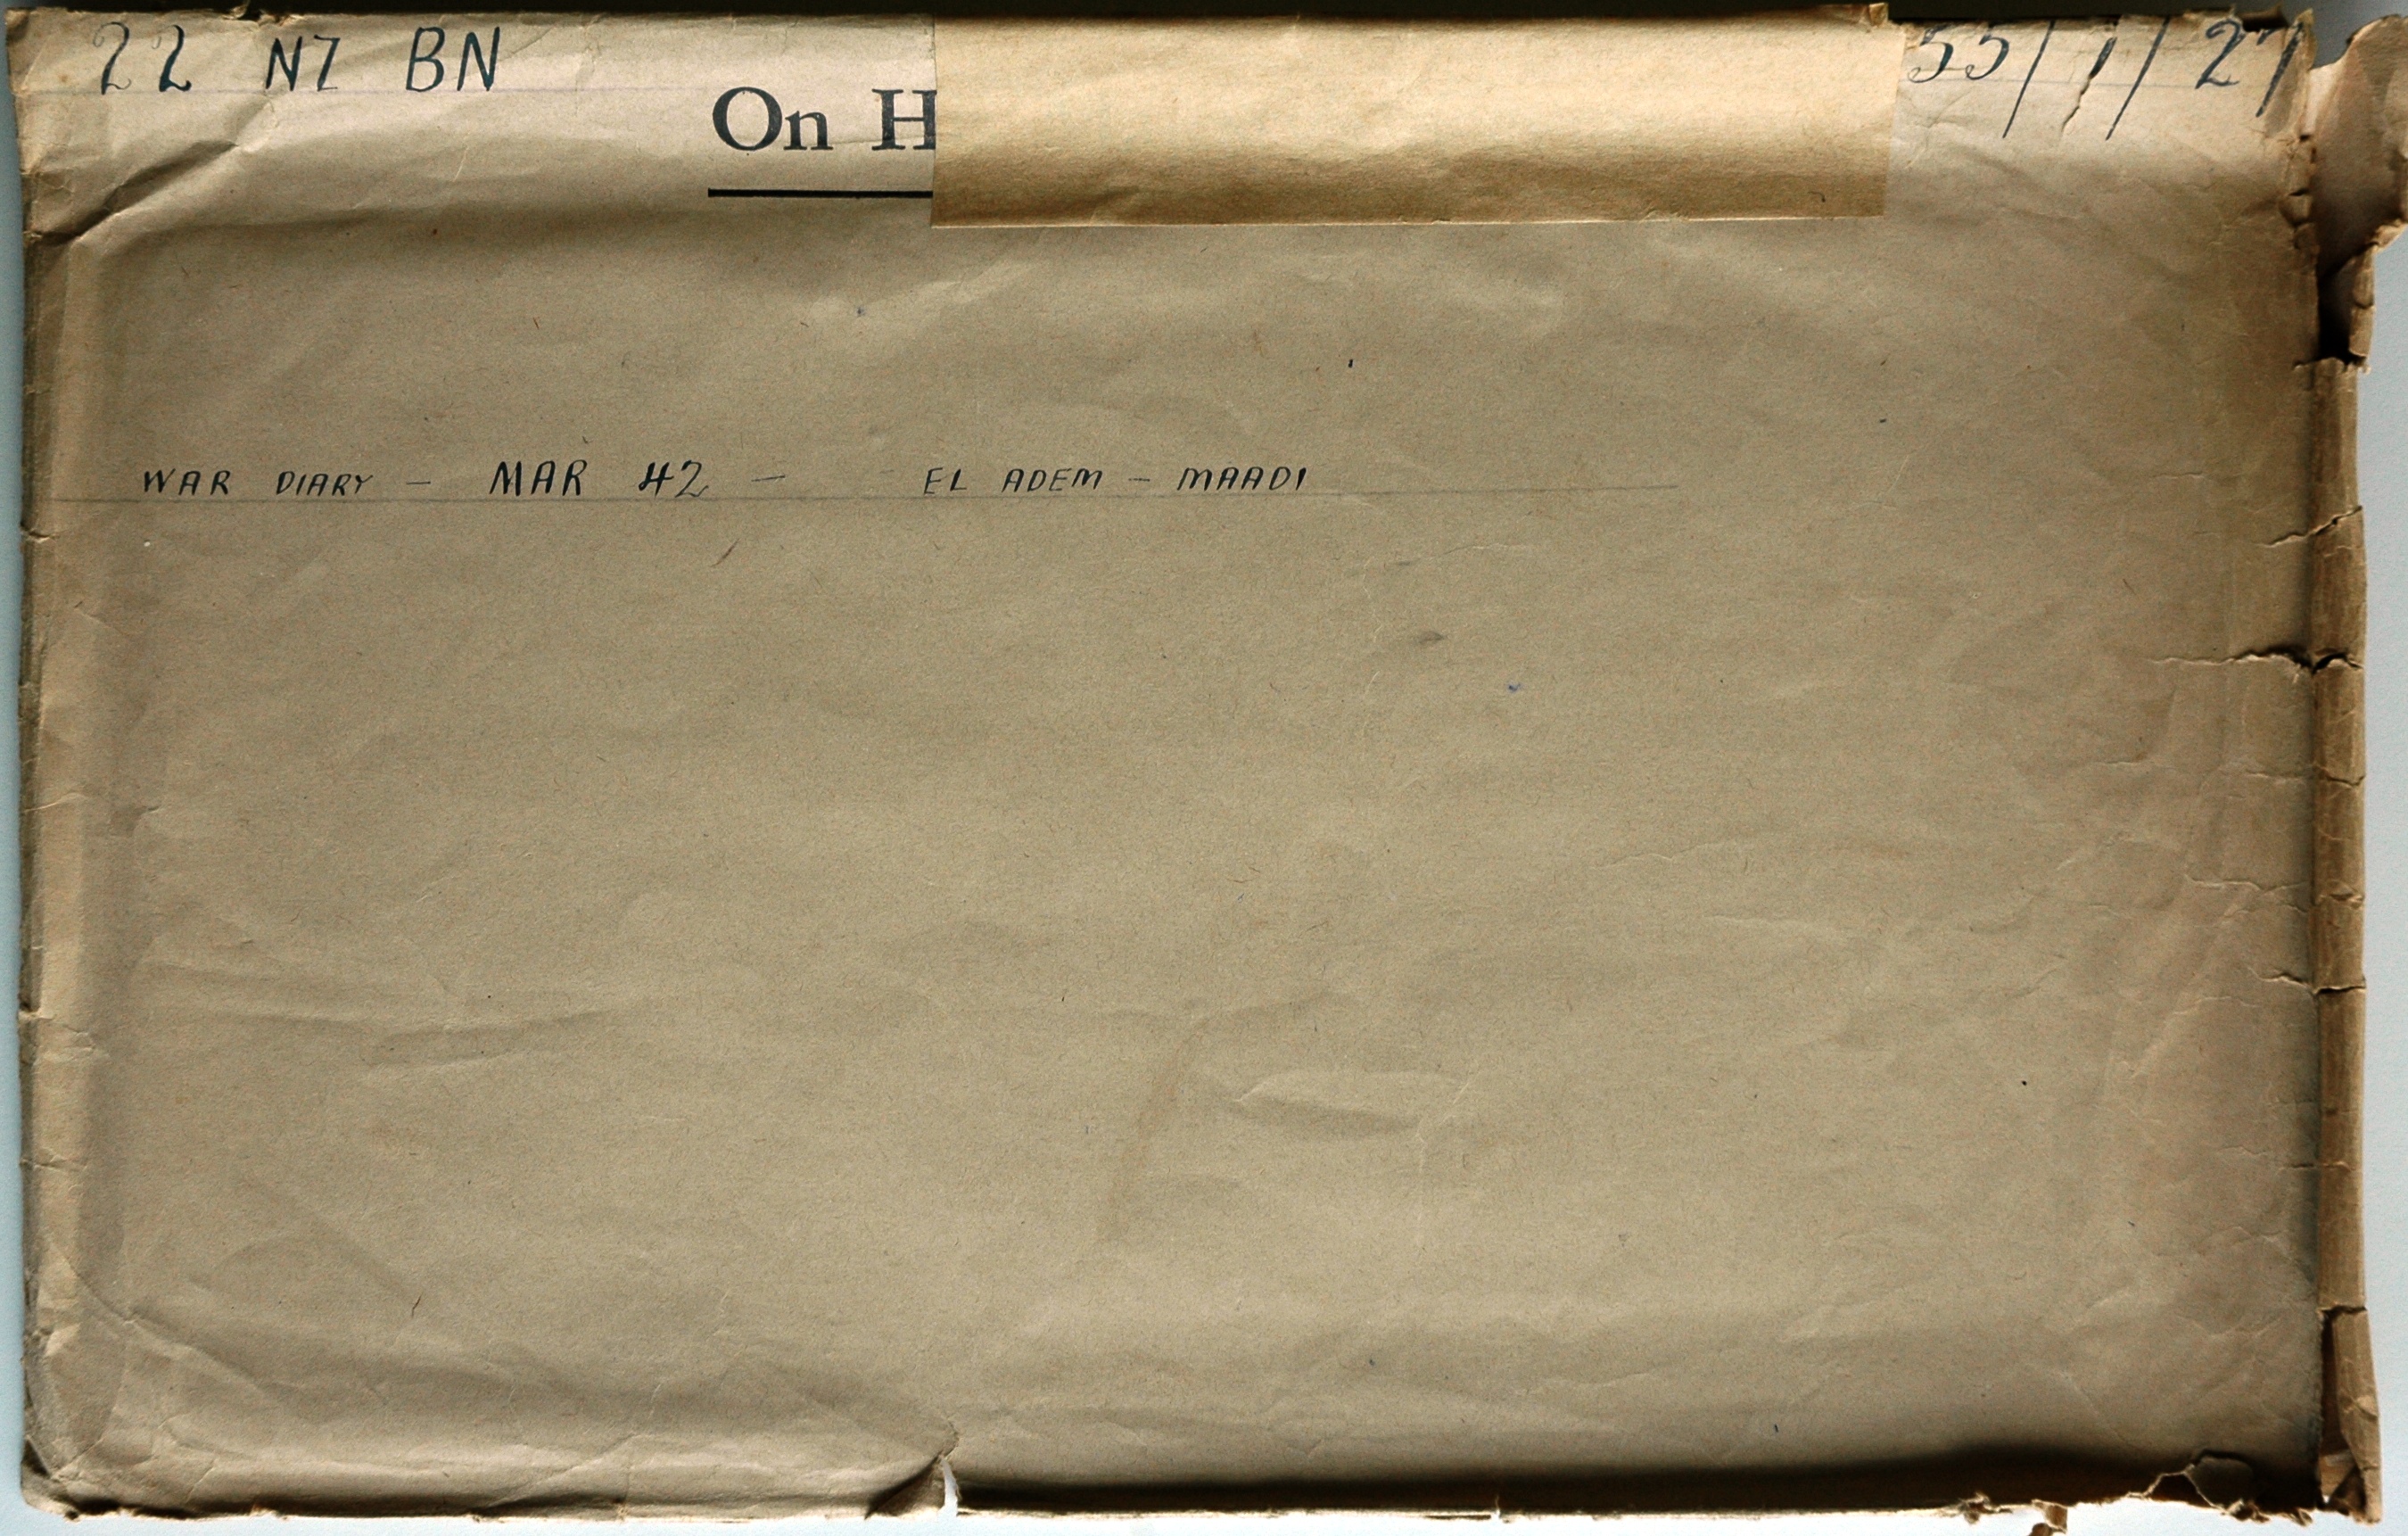 22 NZ BN 55/1/27
On H
WAR DIARY - MAR 42 - EL ADEM - MAADI